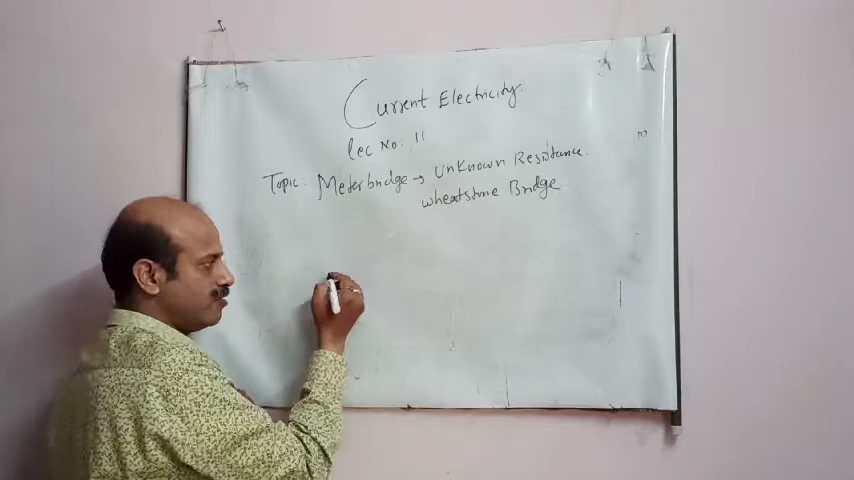 Current Electricity
Lec No. 11
Topic: Meterbridge → Unknown Resistance.
Wheatstone Bridge